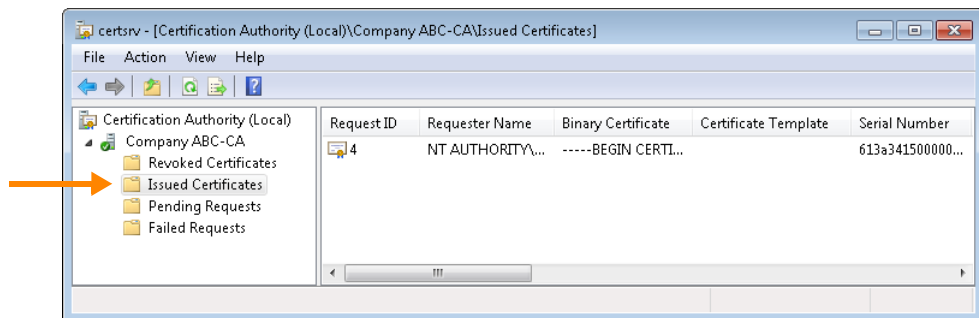 certsrv - [Certification Authority (Local)\Company ABC-CA\Issued Certificates]
File Action View Help
Certification Authority (Local)
Company ABC-CA
Revoked Certificates
Issued Certificates
Pending Requests
Failed Requests
Request ID Requester Name Binary Certificate Certificate Template Serial Number
4 NT AUTHORITY\... -----BEGIN CERTI... 613a341500000...